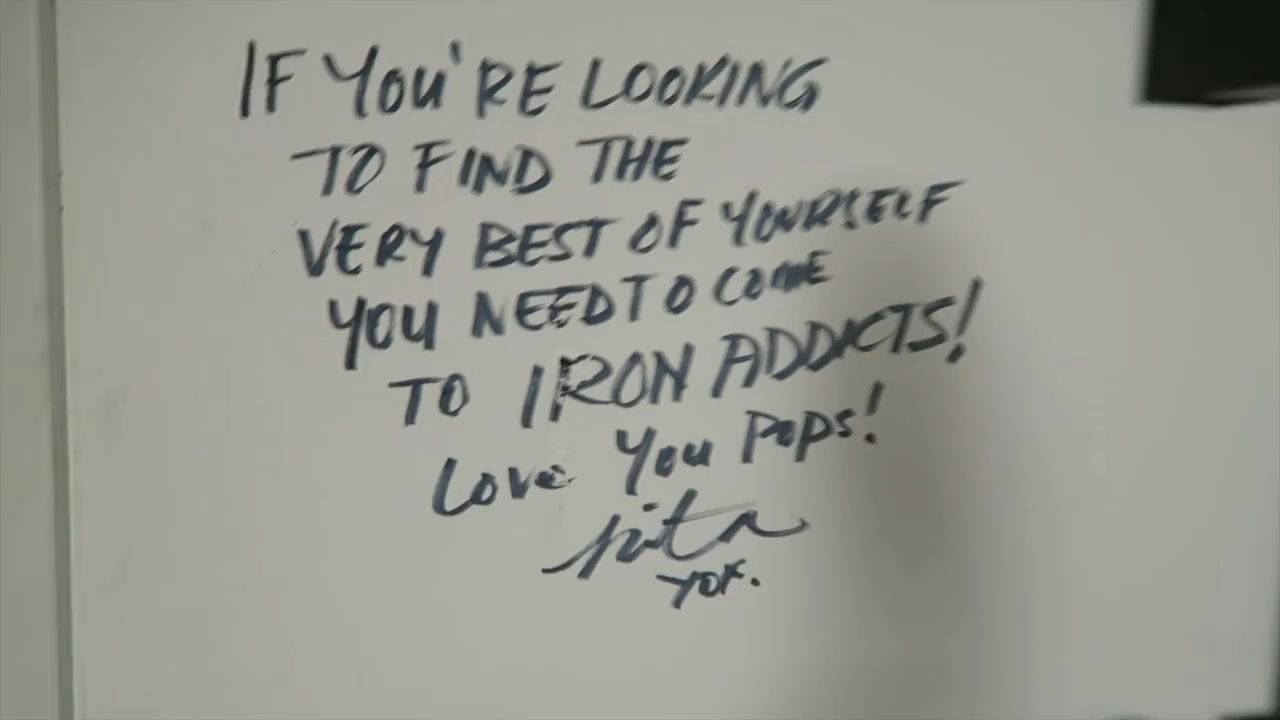 IF YOU'RE LOOKING
TO FIND THE
VERY BEST OF YOURSELF
YOU NEED TO COME
TO IRON ADDICTS!
Love You Pops!